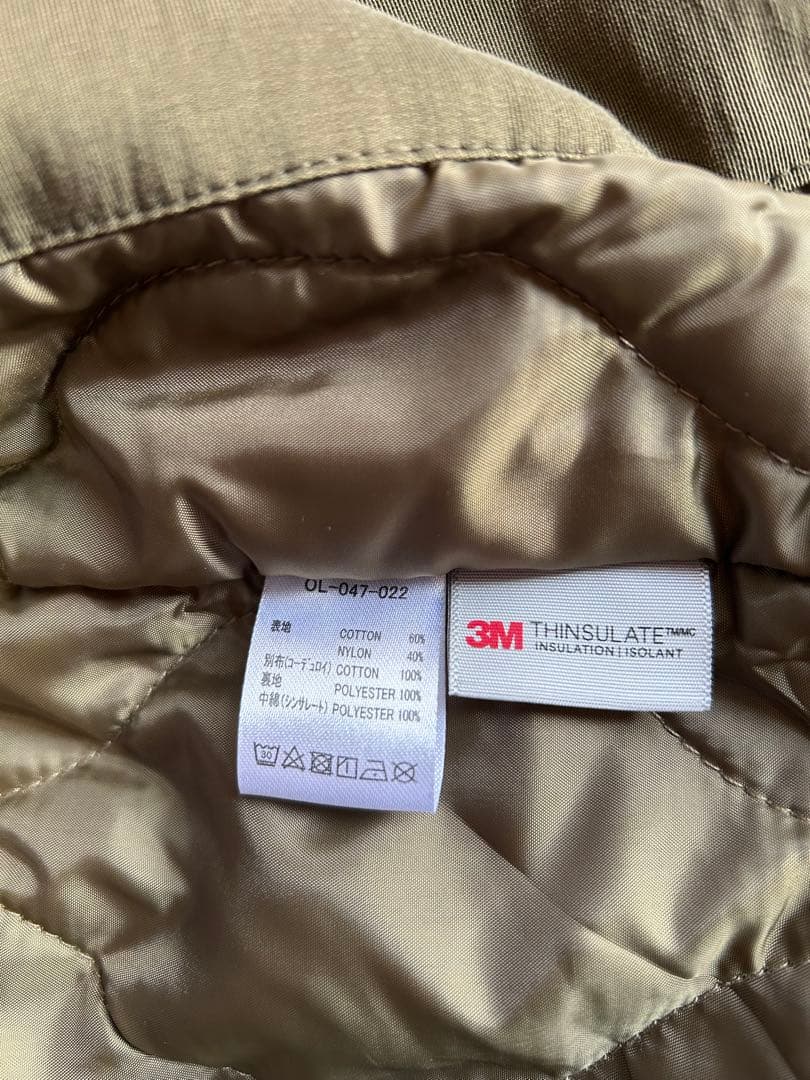 OL-047-022
表地 COTTON 60%
NYLON 40%
別布(コーデュロイ) COTTON 100%
裏地 POLYESTER 100%
中綿(シンサレート) POLYESTER 100%
30
3M THINSULATE™/MC
INSULATION | ISOLANT